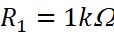 R₁ = 1kΩ